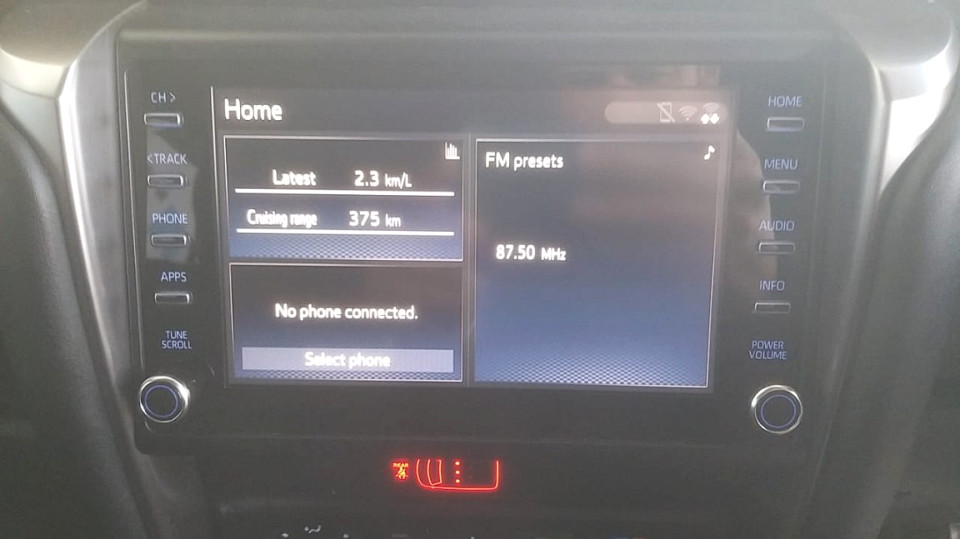 CH >
< TRACK
PHONE
APPS
TUNE
SCROLL
Home
Latest 2.3 km/L
Cruising range 375 km
No phone connected.
Select phone
FM presets
87.50 MHz
HOME
MENU
AUDIO
INFO
POWER
VOLUME
REAR